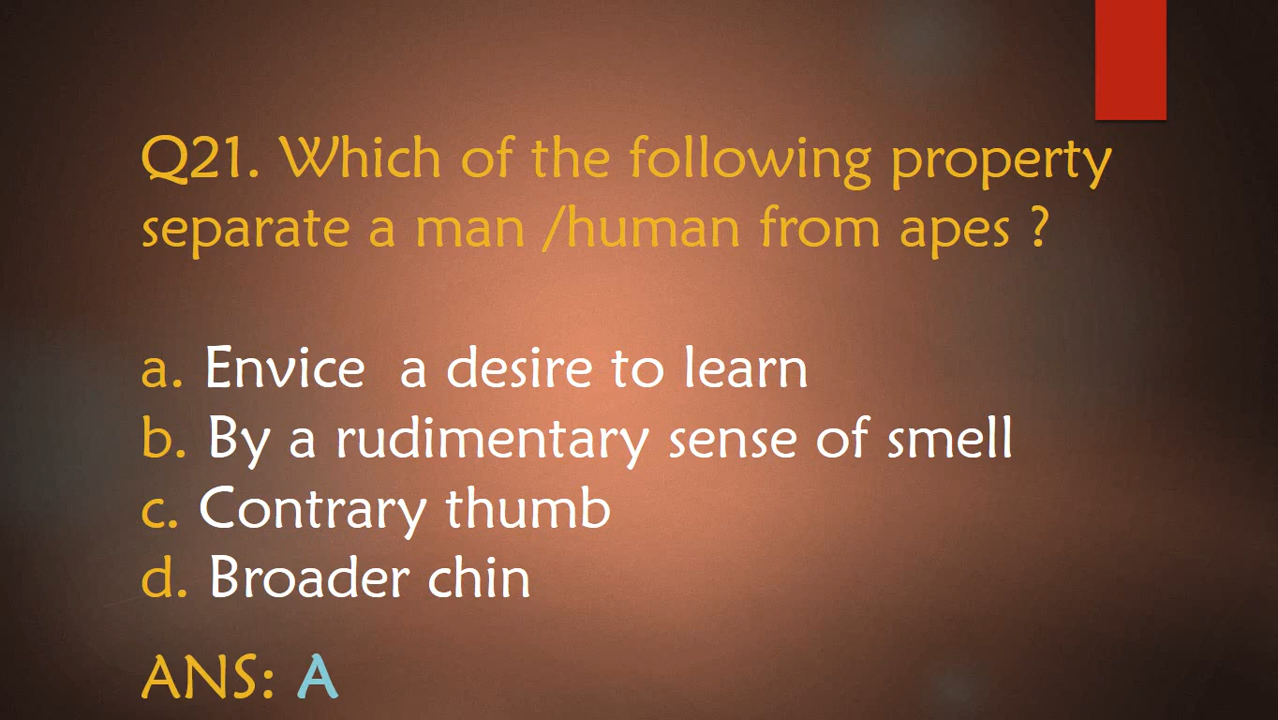 Q21. Which of the following property
separate a man /human from apes ?
a. Envice a desire to learn
b. By a rudimentary sense of smell
c. Contrary thumb
d. Broader chin
ANS: A